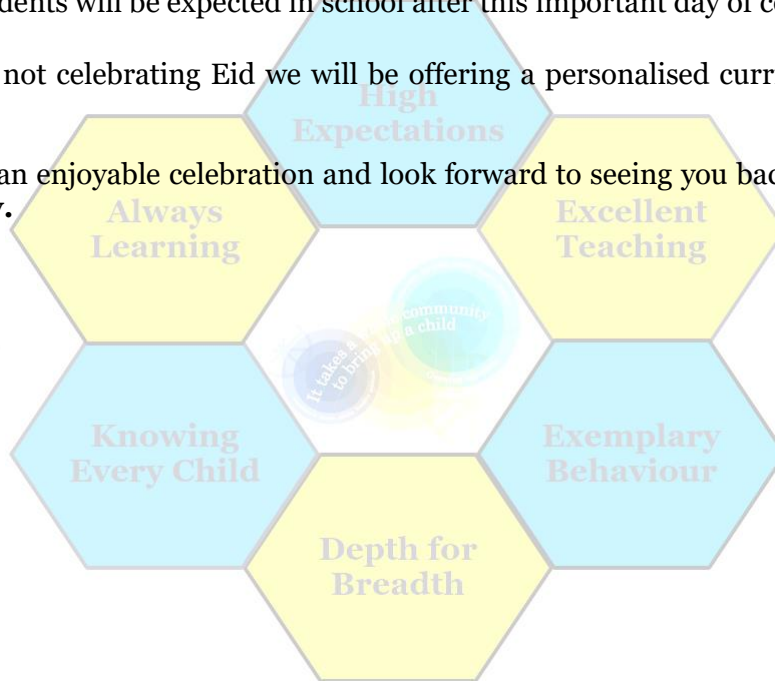 dents will be expected in school after this important day of c
not celebrating Eid we will be offering a personalised curr
High
Expectations
an enjoyable celebration and look forward to seeing you bac
Always
Learning
Excellent
Teaching
It takes a community
to bring up a child
Knowing
Every Child
Exemplary
Behaviour
Depth for
Breadth